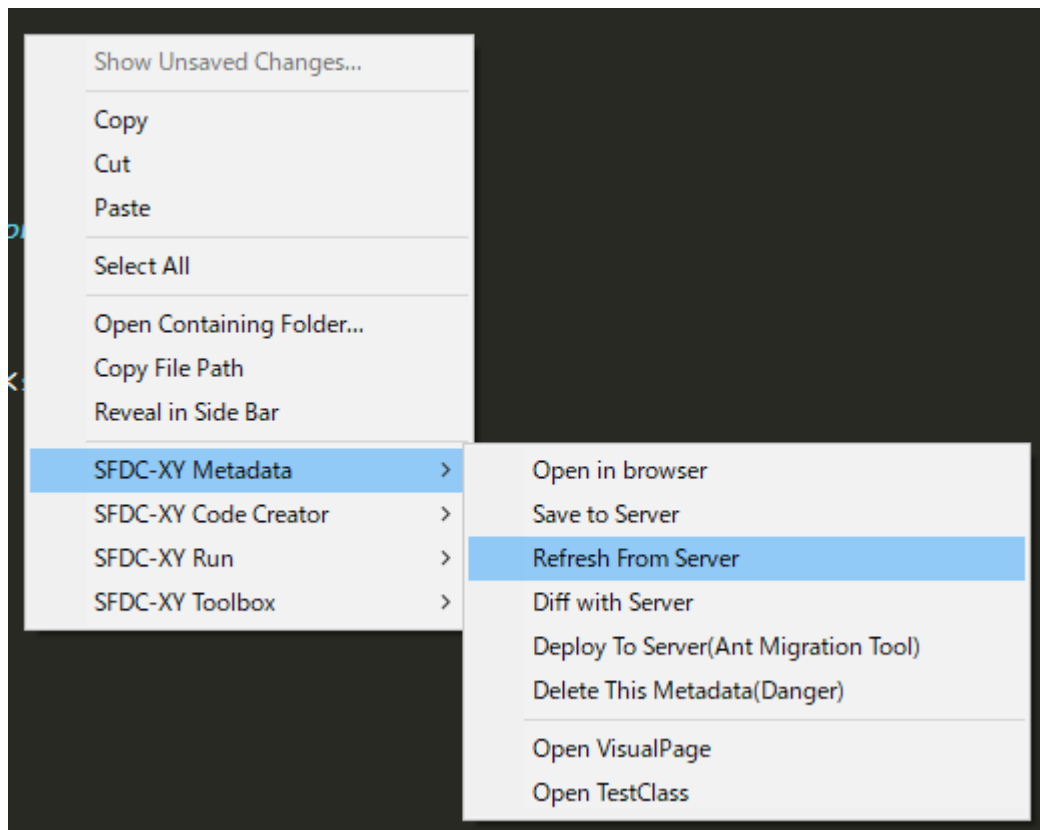 Show Unsaved Changes...
Copy
Cut
Paste
Select All
Open Containing Folder...
Copy File Path
Reveal in Side Bar
SFDC-XY Metadata
SFDC-XY Code Creator
SFDC-XY Run
SFDC-XY Toolbox
Open in browser
Save to Server
Refresh From Server
Diff with Server
Deploy To Server(Ant Migration Tool)
Delete This Metadata(Danger)
Open VisualPage
Open TestClass